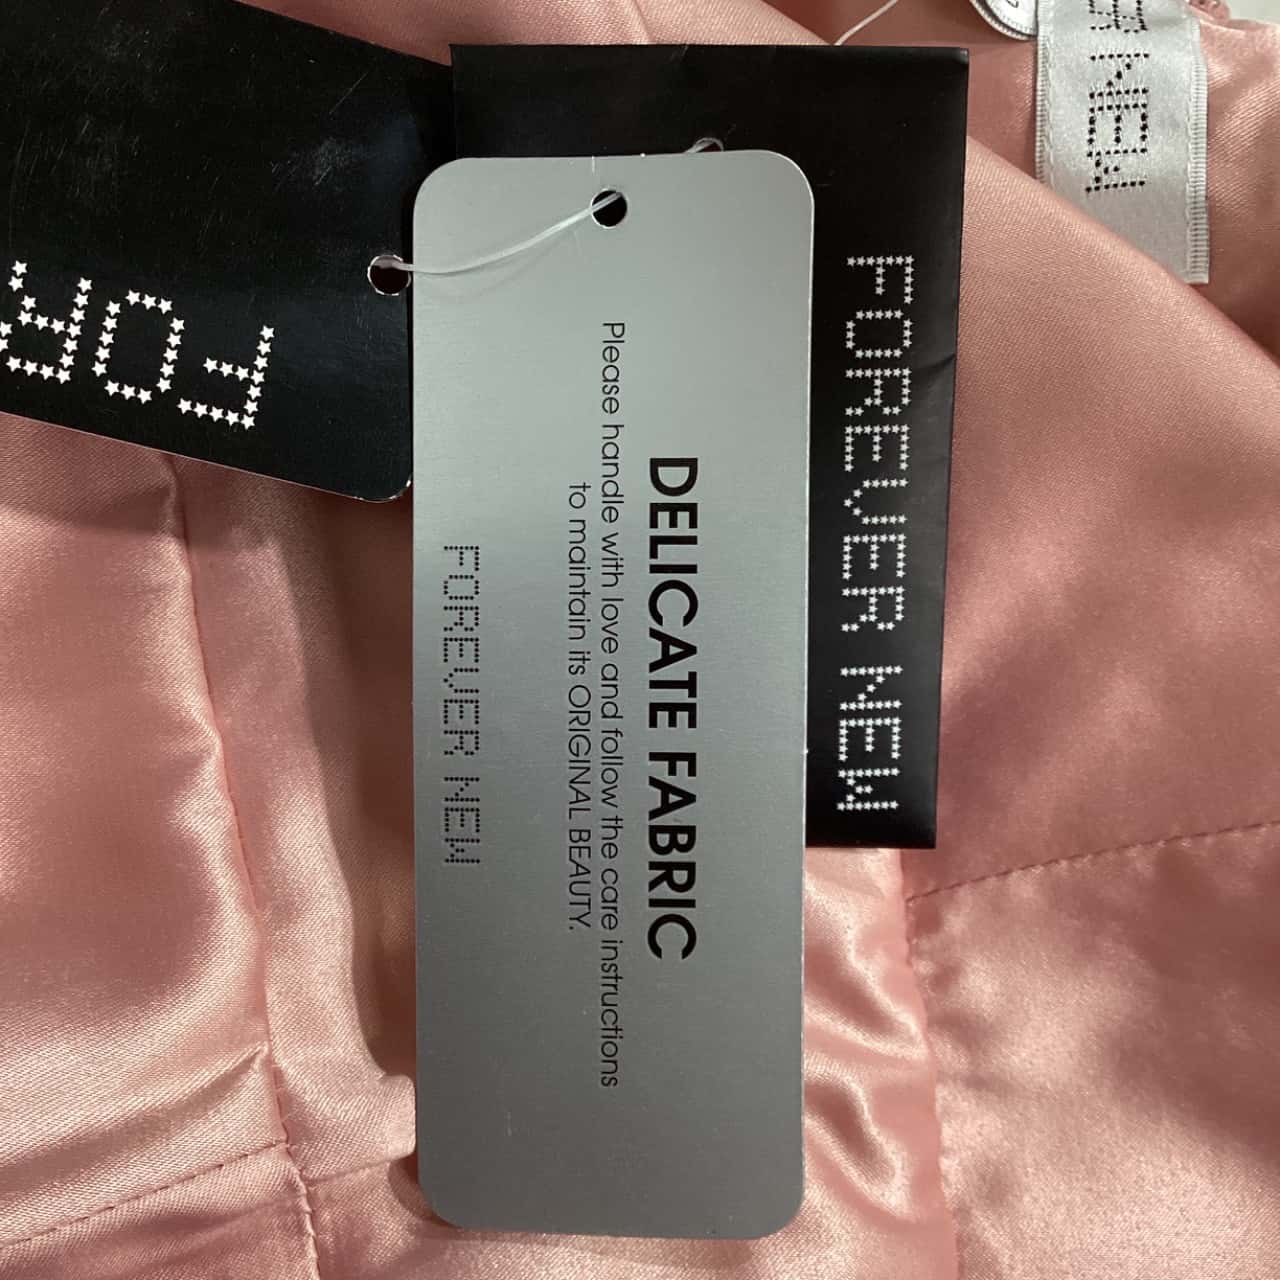 DELICATE FABRIC
Please handle with love and follow the care instructions
to maintain its ORIGINAL BEAUTY.
FOREVER NEW
FOREVER NEW
FOR
R NEW